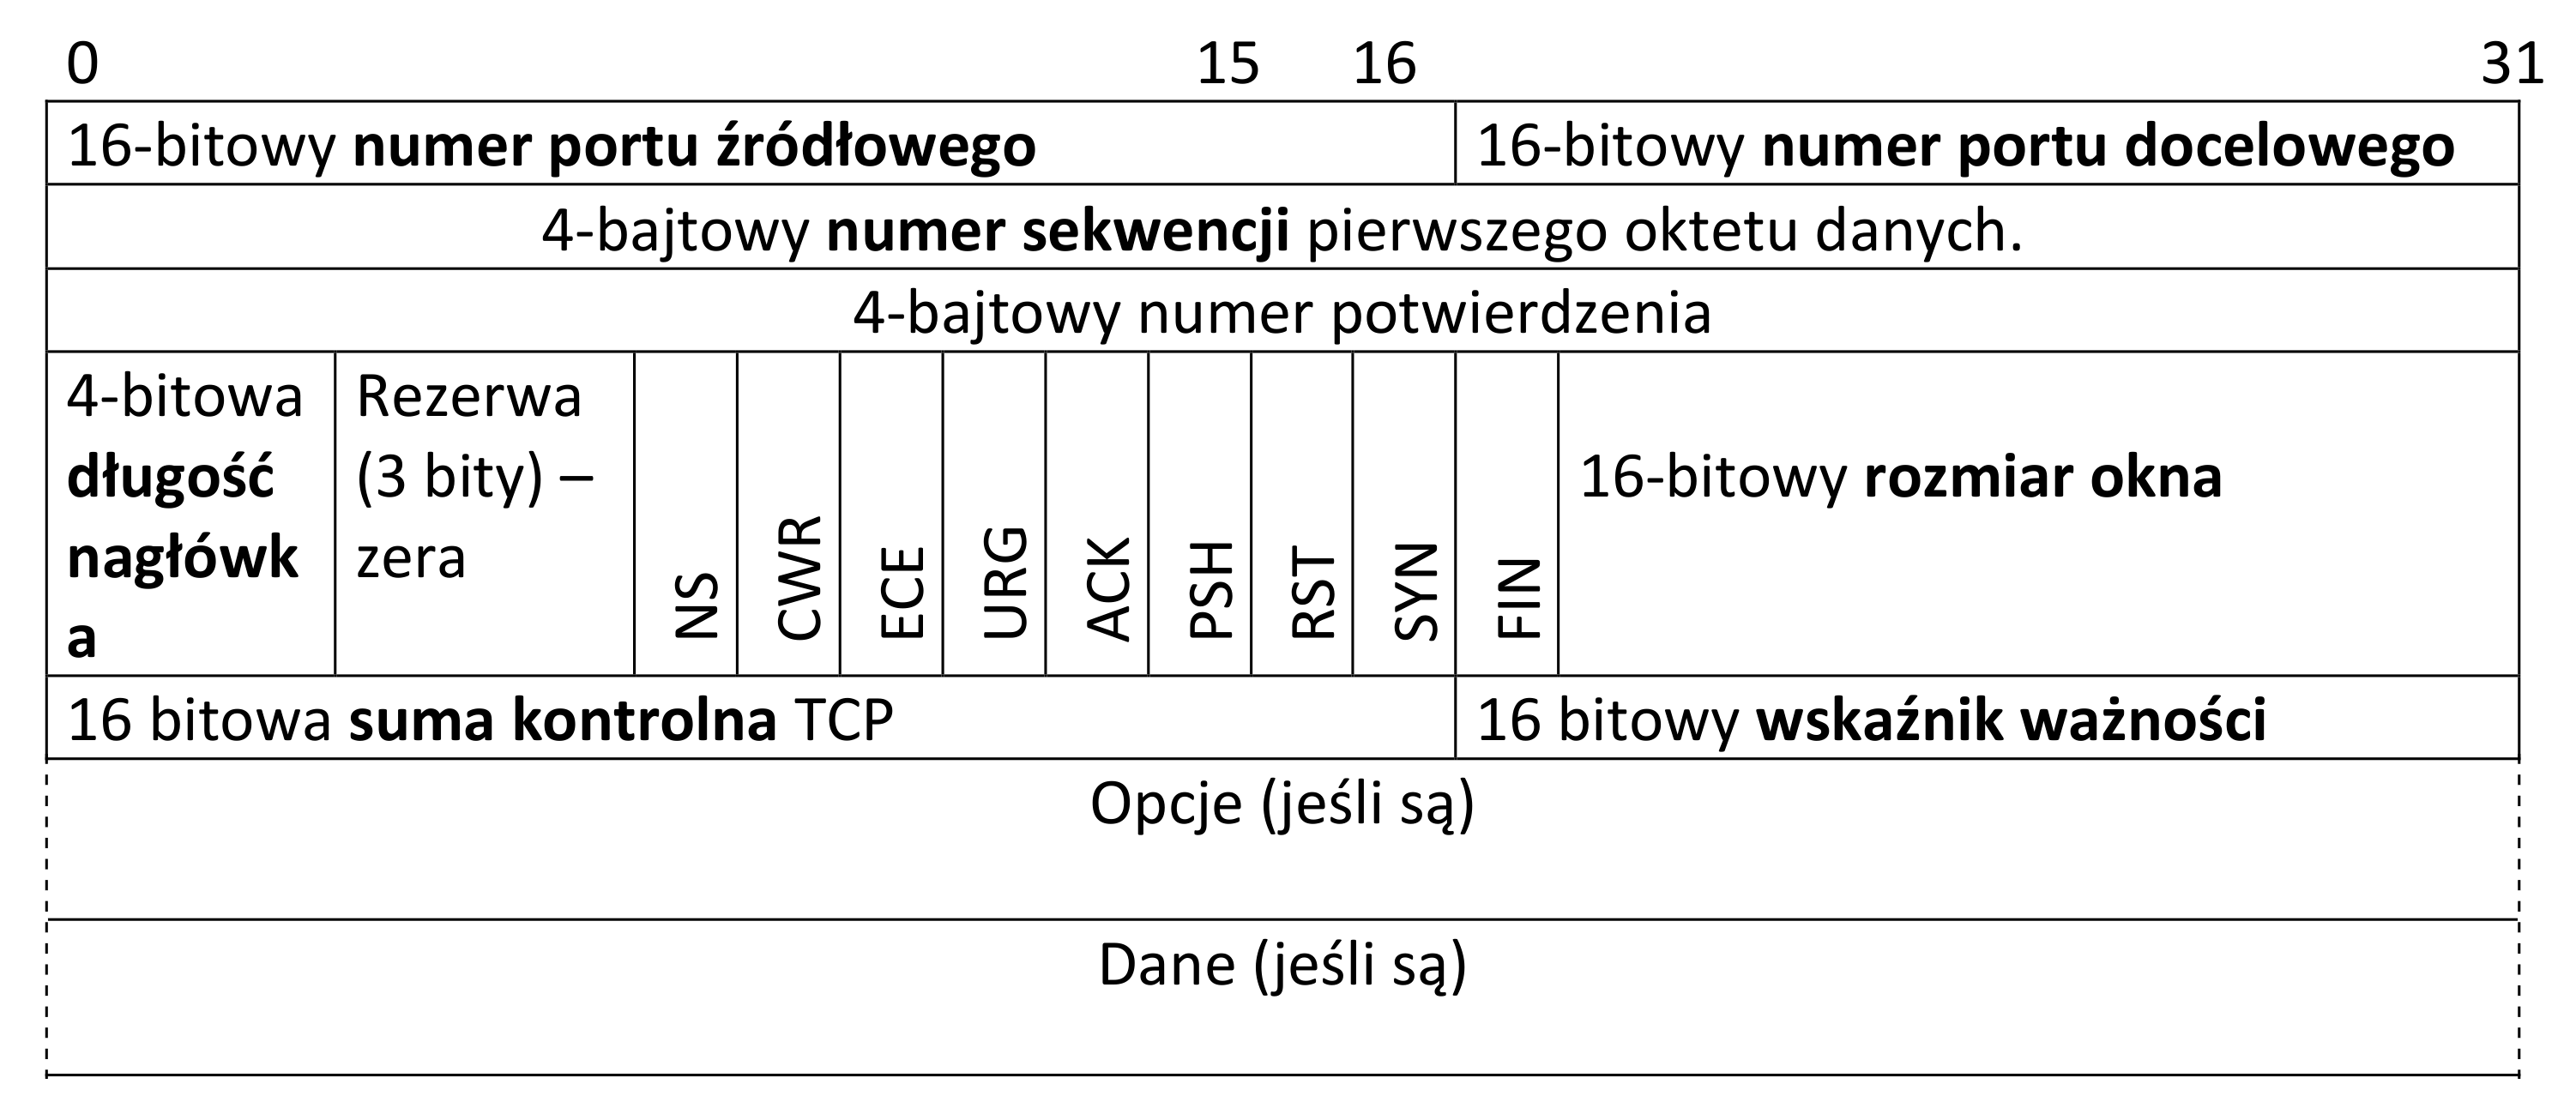 0 15 16 31
16-bitowy numer portu źródłowego 16-bitowy numer portu docelowego
4-bajtowy numer sekwencji pierwszego oktetu danych.
4-bajtowy numer potwierdzenia
4-bitowa
długość
nagłówk
a
Rezerwa
(3 bity) –
zera
NS
CWR
ECE
URG
ACK
PSH
RST
SYN
FIN
16-bitowy rozmiar okna
16 bitowa suma kontrolna TCP 16 bitowy wskaźnik ważności
Opcje (jeśli są)
Dane (jeśli są)